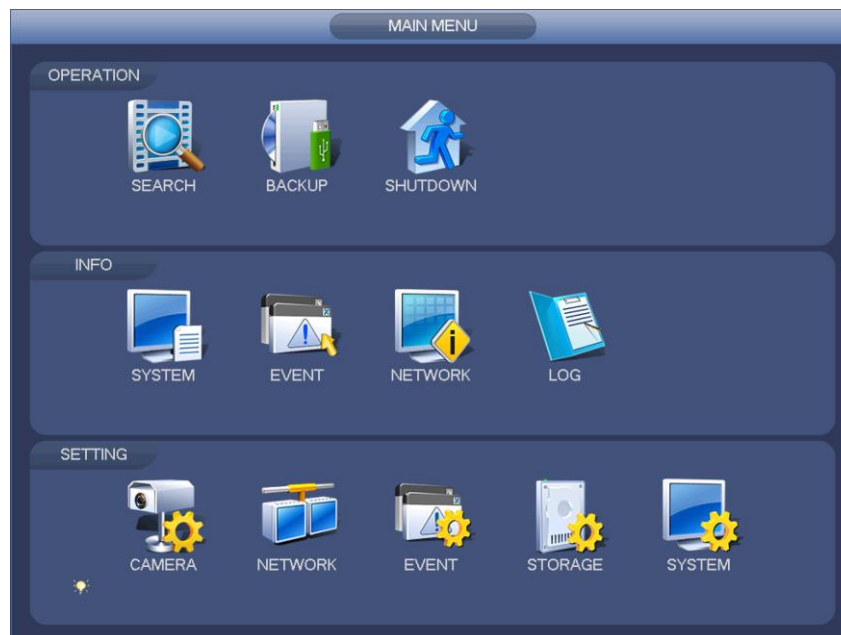 MAIN MENU
OPERATION
SEARCH BACKUP SHUTDOWN
INFO
SYSTEM EVENT NETWORK LOG
SETTING
CAMERA NETWORK EVENT STORAGE SYSTEM